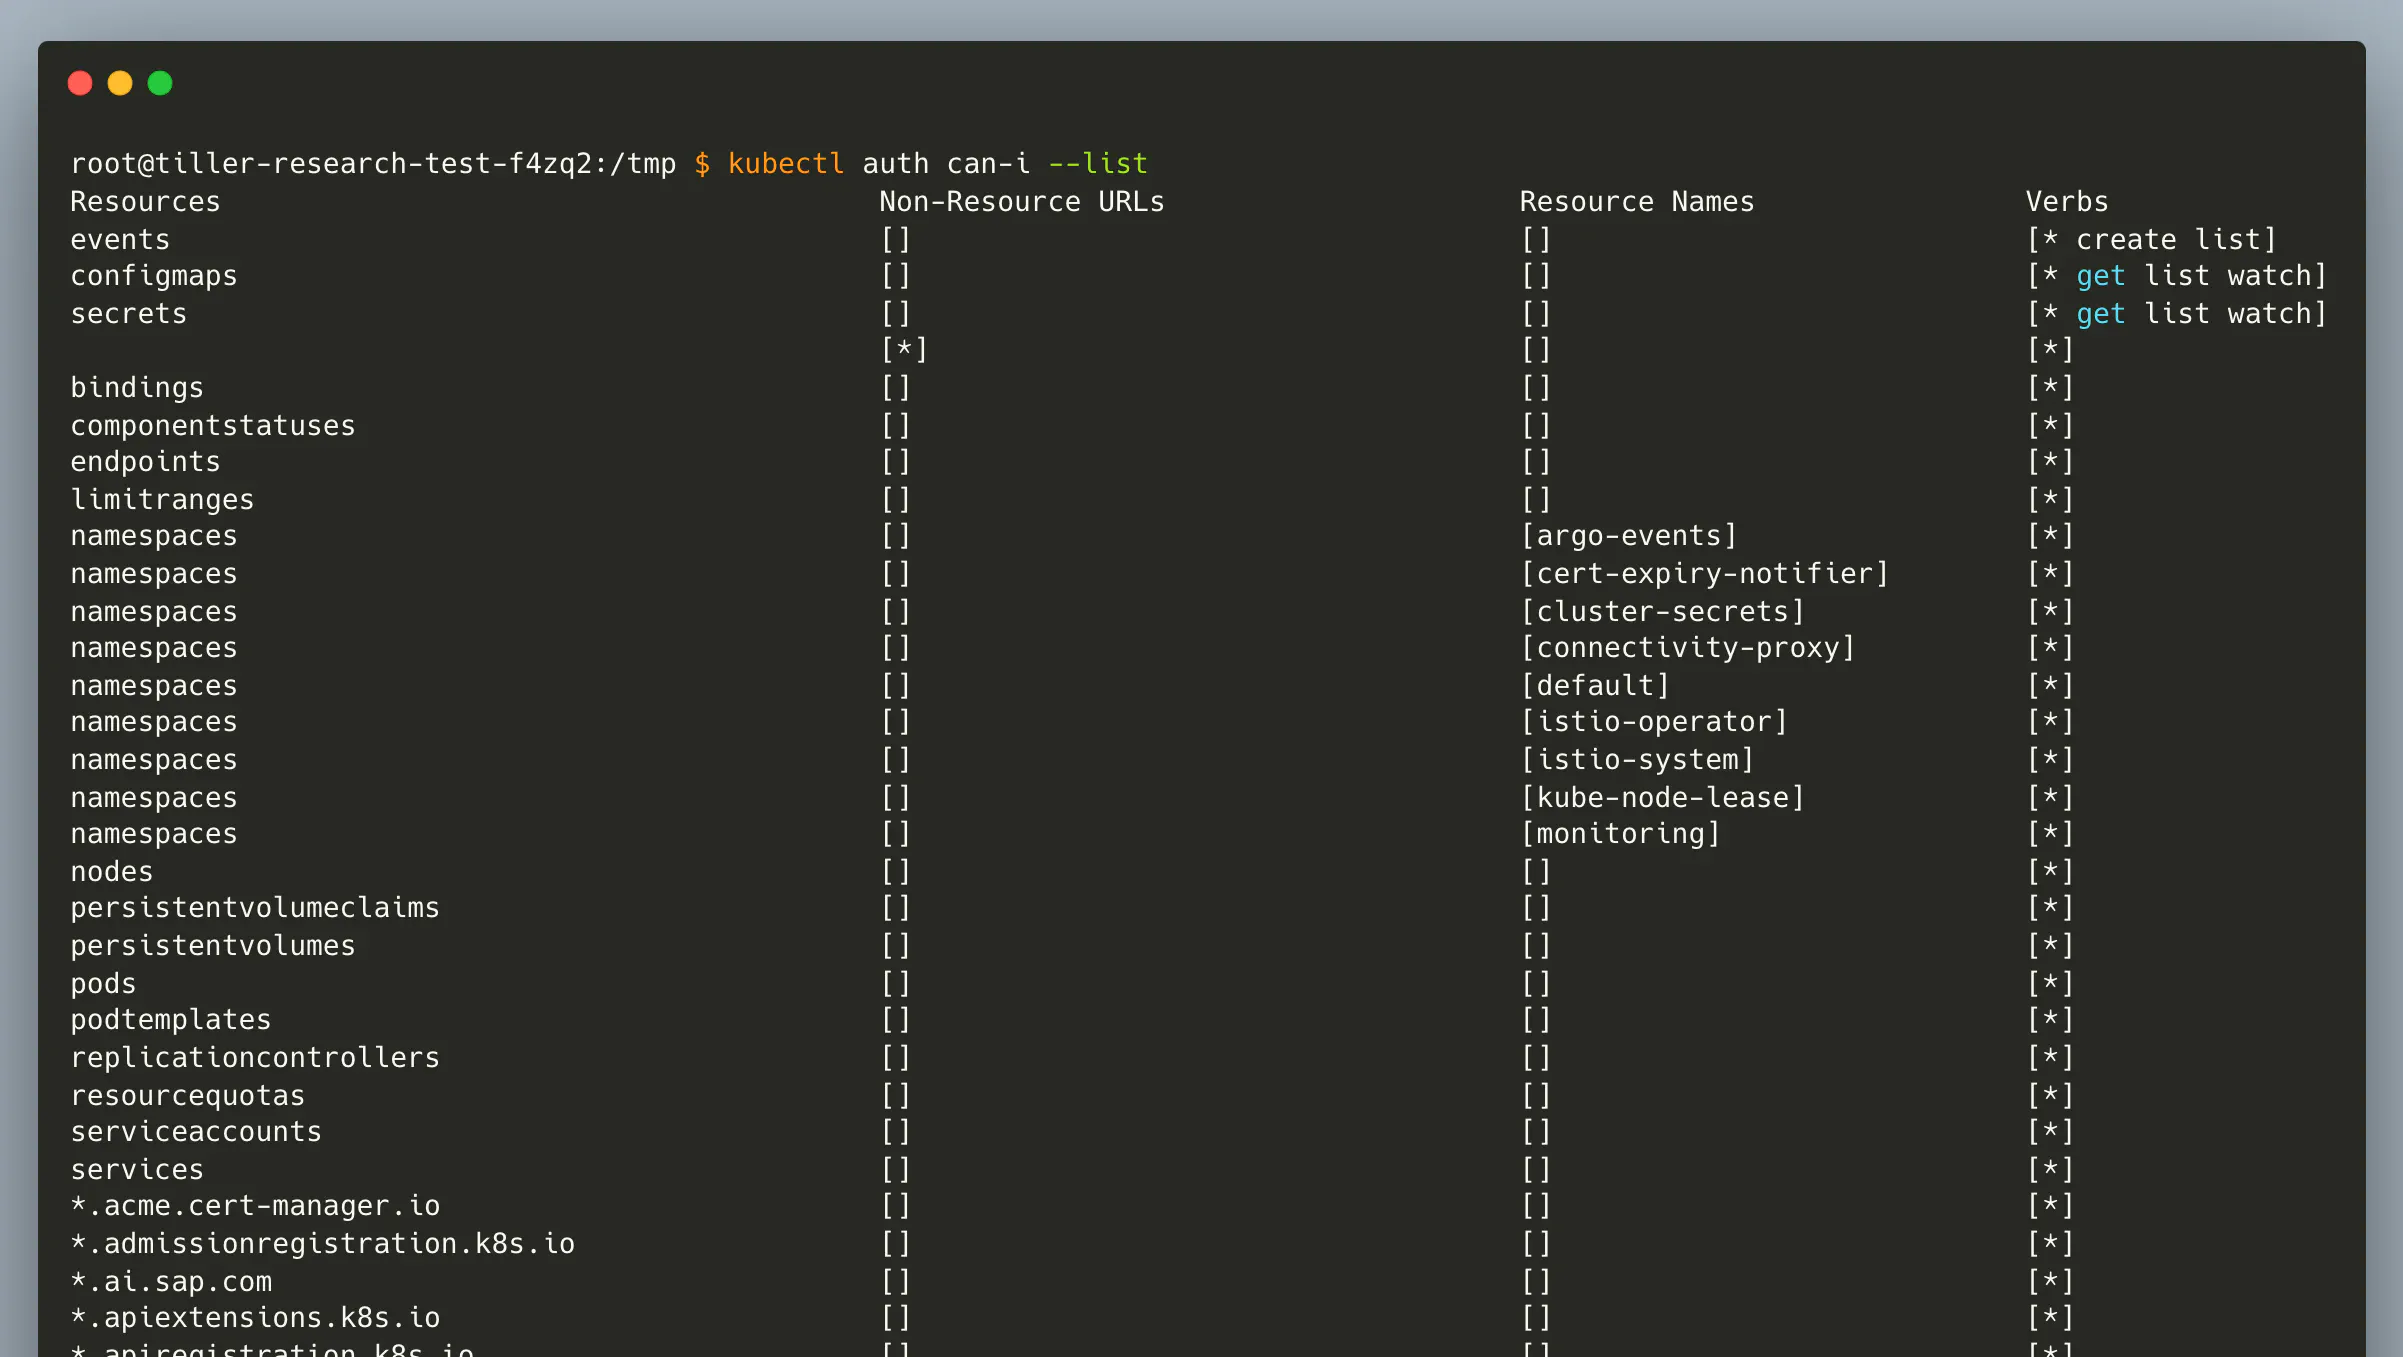 root@tiller-research-test-f4zq2:/tmp $ kubectl auth can-i --list
Resources Non-Resource URLs Resource Names Verbs
events [] [] [* create list]
configmaps [] [] [* get list watch]
secrets [] [] [* get list watch]
[*] [] [*]
bindings [] [] [*]
componentstatuses [] [] [*]
endpoints [] [] [*]
limitranges [] [] [*]
namespaces [] [argo-events] [*]
namespaces [] [cert-expiry-notifier] [*]
namespaces [] [cluster-secrets] [*]
namespaces [] [connectivity-proxy] [*]
namespaces [] [default] [*]
namespaces [] [istio-operator] [*]
namespaces [] [istio-system] [*]
namespaces [] [kube-node-lease] [*]
namespaces [] [monitoring] [*]
nodes [] [] [*]
persistentvolumeclaims [] [] [*]
persistentvolumes [] [] [*]
pods [] [] [*]
podtemplates [] [] [*]
replicationcontrollers [] [] [*]
resourcequotas [] [] [*]
serviceaccounts [] [] [*]
services [] [] [*]
*.acme.cert-manager.io [] [] [*]
*.admissionregistration.k8s.io [] [] [*]
*.ai.sap.com [] [] [*]
*.apiextensions.k8s.io [] [] [*]
*.apiregistration.k8s.io [] [] [*]